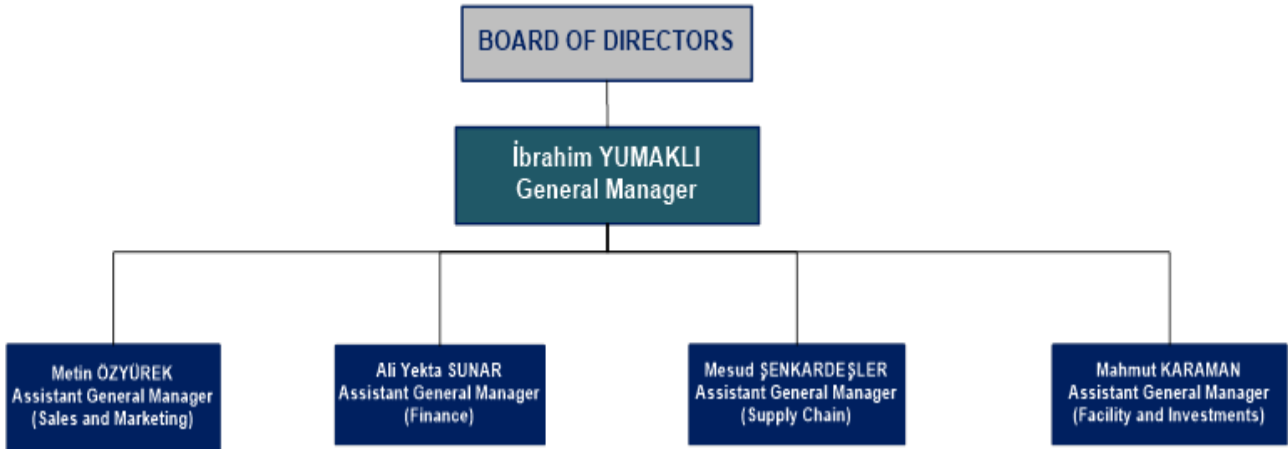 BOARD OF DIRECTORS
İbrahim YUMAKLI
General Manager
Metin ÖZYÜREK
Assistant General Manager
(Sales and Marketing)
Ali Yekta SUNAR
Assistant General Manager
(Finance)
Mesud ŞENKARDEŞLER
Assistant General Manager
(Supply Chain)
Mahmut KARAMAN
Assistant General Manager
(Facility and Investments)